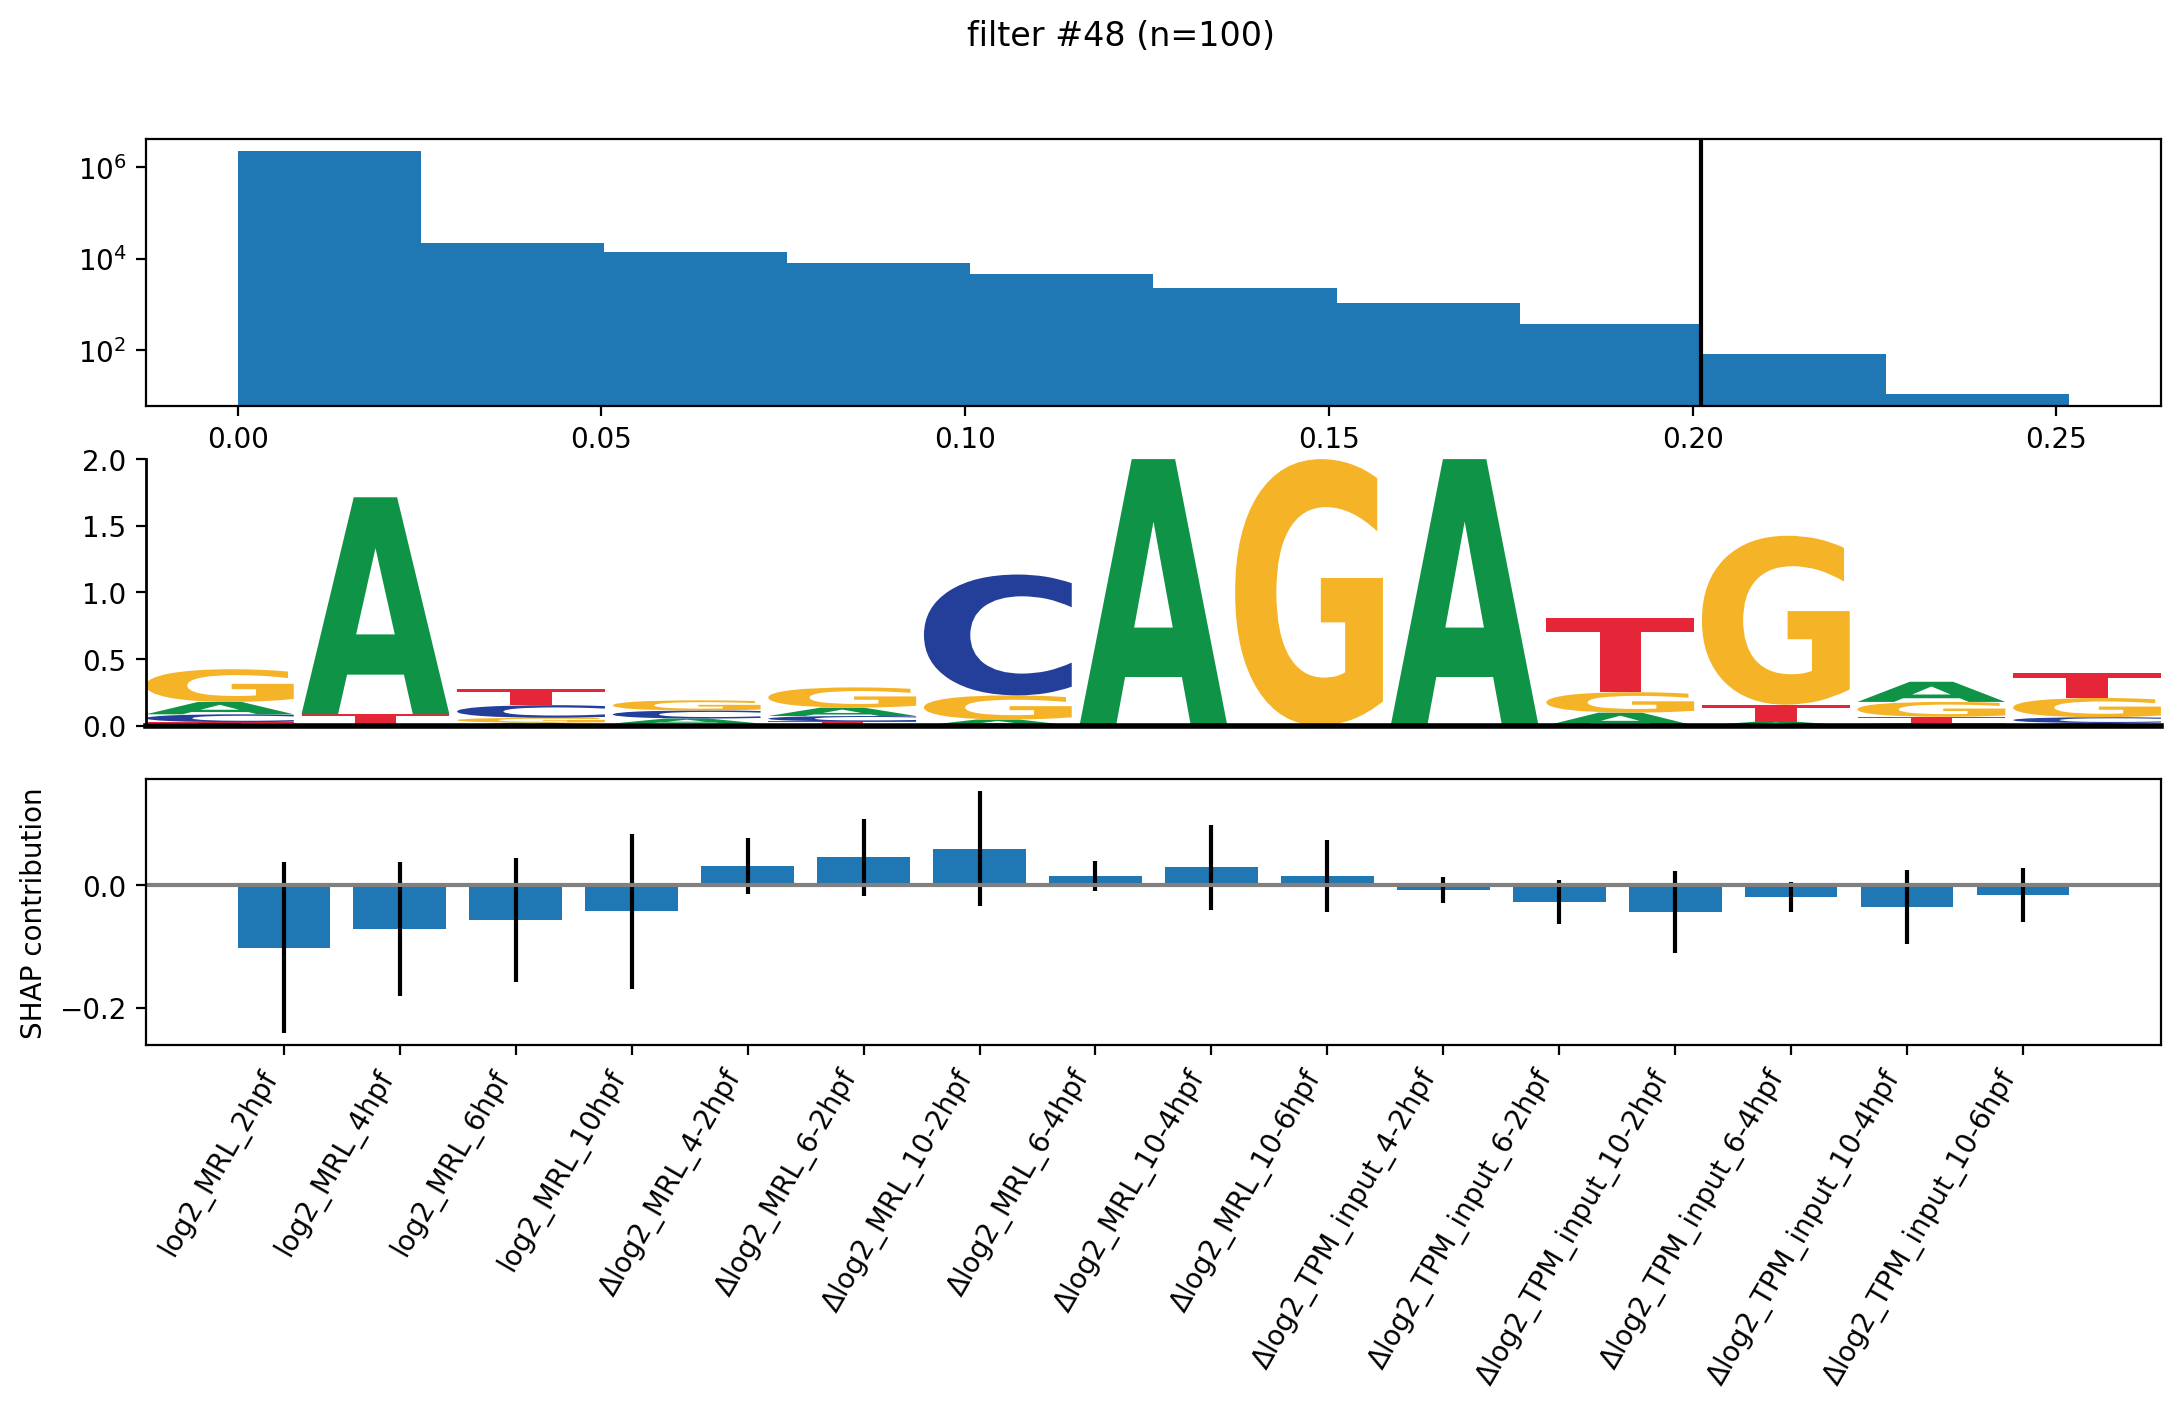 filter #48 (n=100)
10^6
10^4
10^2
0.00 0.05 0.10 0.15 0.20 0.25
2.0
1.5
1.0
0.5
0.0
SHAP contribution
0.0
−0.2
log2_MRL_2hpf
log2_MRL_4hpf
log2_MRL_6hpf
log2_MRL_10hpf
Δlog2_MRL_4-2hpf
Δlog2_MRL_6-2hpf
Δlog2_MRL_10-2hpf
Δlog2_MRL_6-4hpf
Δlog2_MRL_10-4hpf
Δlog2_MRL_10-6hpf
Δlog2_TPM_input_4-2hpf
Δlog2_TPM_input_6-2hpf
Δlog2_TPM_input_10-2hpf
Δlog2_TPM_input_6-4hpf
Δlog2_TPM_input_10-4hpf
Δlog2_TPM_input_10-6hpf